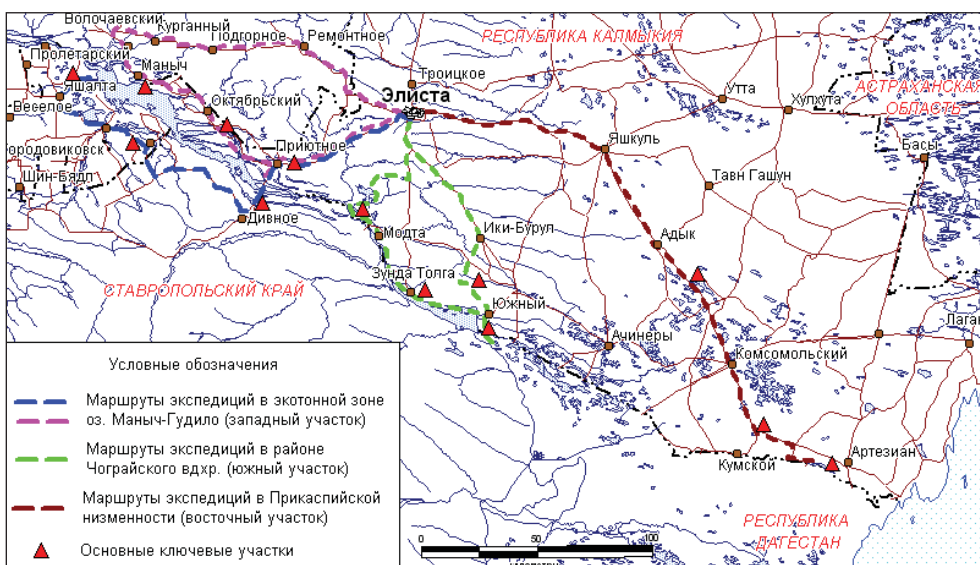 Волочаевский
Курганный
Подгорное
Ремонтное
РЕСПУБЛИКА КАЛМЫКИЯ
Пролетарский
Маныч
Троицкое
Яшалта
Элиста
Утта
Хулхута
АСТРАХАНСКАЯ
ОБЛАСТЬ
Веселое
Октябрьский
Яшкуль
Басы
ородовиковск
Приютное
Шин-Бядл
Тавн Гашун
Дивное
Модта
Ики-Бурул
Адык
Зунда Толга
СТАВРОПОЛЬСКИЙ КРАЙ
Южный
Лаган
Ачинеры
Комсомольский
Кумской
Артезиан
РЕСПУБЛИКА
ДАГЕСТАН
Условные обозначения
Маршруты экспедиций в экотонной зоне
оз. Маныч-Гудило (западный участок)
Маршруты экспедиций в районе
Чограйского вдхр. (южный участок)
Маршруты экспедиций в Прикаспийской
низменности (восточный участок)
Основные ключевые участки
0 50 100